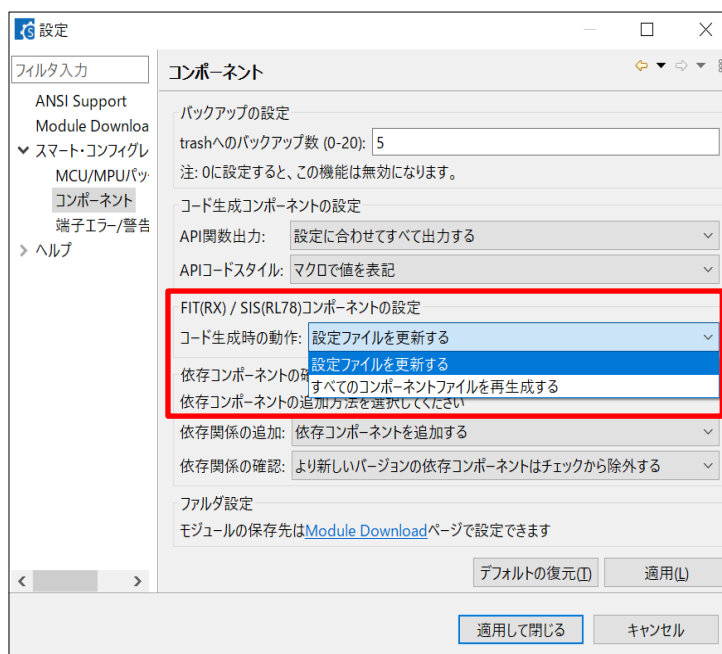 設定
フィルタ入力
ANSI Support
Module Downloa
スマート・コンフィグレ
MCU/MPUパッ
コンポーネント
端子エラー/警告
ヘルプ
コンポーネント
バックアップの設定
trashへのバックアップ数 (0-20): 5
注: 0に設定すると、この機能は無効になります。
コード生成コンポーネントの設定
API関数出力: 設定に合わせてすべて出力する
APIコードスタイル: マクロで値を表記
FIT(RX) / SIS(RL78)コンポーネントの設定
コード生成時の動作: 設定ファイルを更新する
設定ファイルを更新する
すべてのコンポーネントファイルを再生成する
依存コンポーネントの
依存コンポーネントの追加方法を選択してください
依存関係の追加: 依存コンポーネントを追加する
依存関係の確認: より新しいバージョンの依存コンポーネントはチェックから除外する
フォルダ設定
モジュールの保存先はModule Downloadページで設定できます
デフォルトの復元(T) 適用(L)
適用して閉じる キャンセル